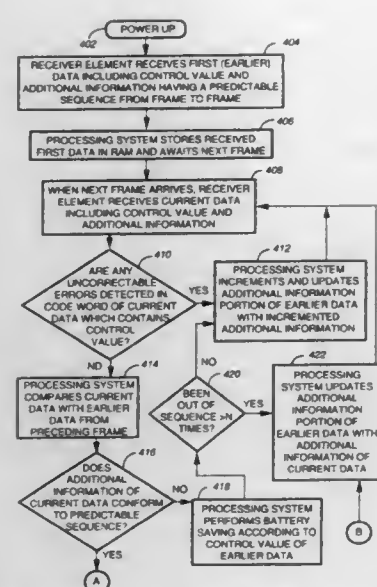 POWER UP
402
404
RECEIVER ELEMENT RECEIVES FIRST (EARLIER)
DATA INCLUDING CONTROL VALUE AND
ADDITIONAL INFORMATION HAVING A PREDICTABLE
SEQUENCE FROM FRAME TO FRAME
406
PROCESSING SYSTEM STORES RECEIVED
FIRST DATA IN RAM AND AWAITS NEXT FRAME
408
WHEN NEXT FRAME ARRIVES, RECEIVER
ELEMENT RECEIVES CURRENT DATA
INCLUDING CONTROL VALUE AND
ADDITIONAL INFORMATION
410
ARE ANY
UNCORRECTABLE
ERRORS DETECTED IN
CODE WORD OF CURRENT
DATA WHICH CONTAINS
CONTROL
VALUE?
YES
412
PROCESSING SYSTEM
INCREMENTS AND UPDATES
ADDITIONAL INFORMATION
PORTION OF EARLIER DATA
WITH INCREMENTED
ADDITIONAL INFORMATION
NO
414
PROCESSING SYSTEM
COMPARES CURRENT
DATA WITH EARLIER
DATA FROM
PRECEDING FRAME
NO
420
BEEN
OUT OF
SEQUENCE >N
TIMES?
YES
422
PROCESSING
SYSTEM UPDATES
ADDITIONAL
INFORMATION
PORTION OF
EARLIER DATA WITH
ADDITIONAL
INFORMATION OF
CURRENT DATA
416
DOES
ADDITIONAL
INFORMATION OF
CURRENT DATA CONFORM
TO PREDICTABLE
SEQUENCE?
NO
418
PROCESSING SYSTEM
PERFORMS BATTERY
SAVING ACCORDING TO
CONTROL VALUE OF
EARLIER DATA
B
YES
A